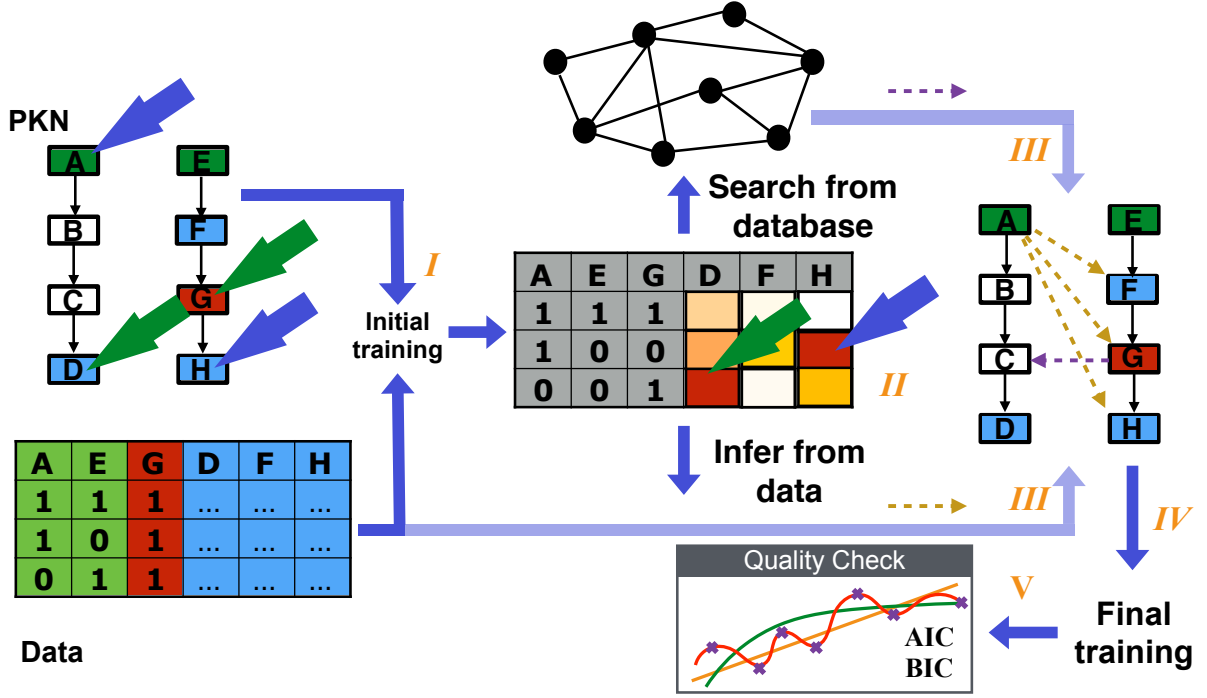 PKN
A
E
B
F
C
G
D
H
I
Initial
training
A E G D F H
1 1 1 ... ... ...
1 0 1 ... ... ...
0 1 1 ... ... ...
Data
Search from
database
A E G D F H
1 1 1
1 0 0
0 0 1
II
Infer from
data
III
III
A
E
B
F
C
G
D
H
IV
Final
training
V
Quality Check
AIC
BIC